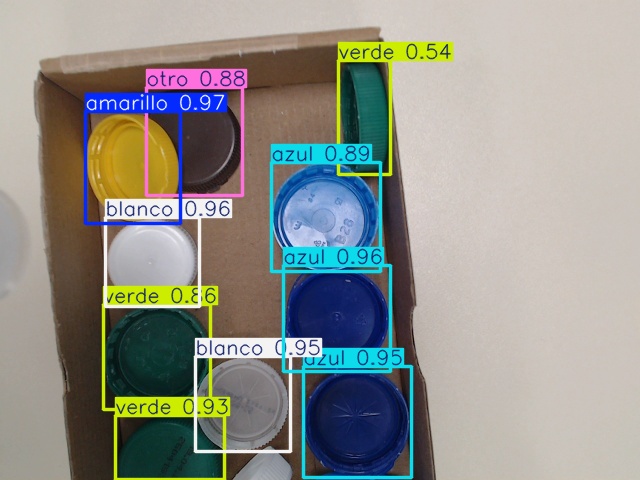 verde 0.54
otro 0.88
amarillo 0.97
azul 0.89
blanco 0.96
azul 0.96
verde 0.86
blanco 0.95
azul 0.95
verde 0.93
B28